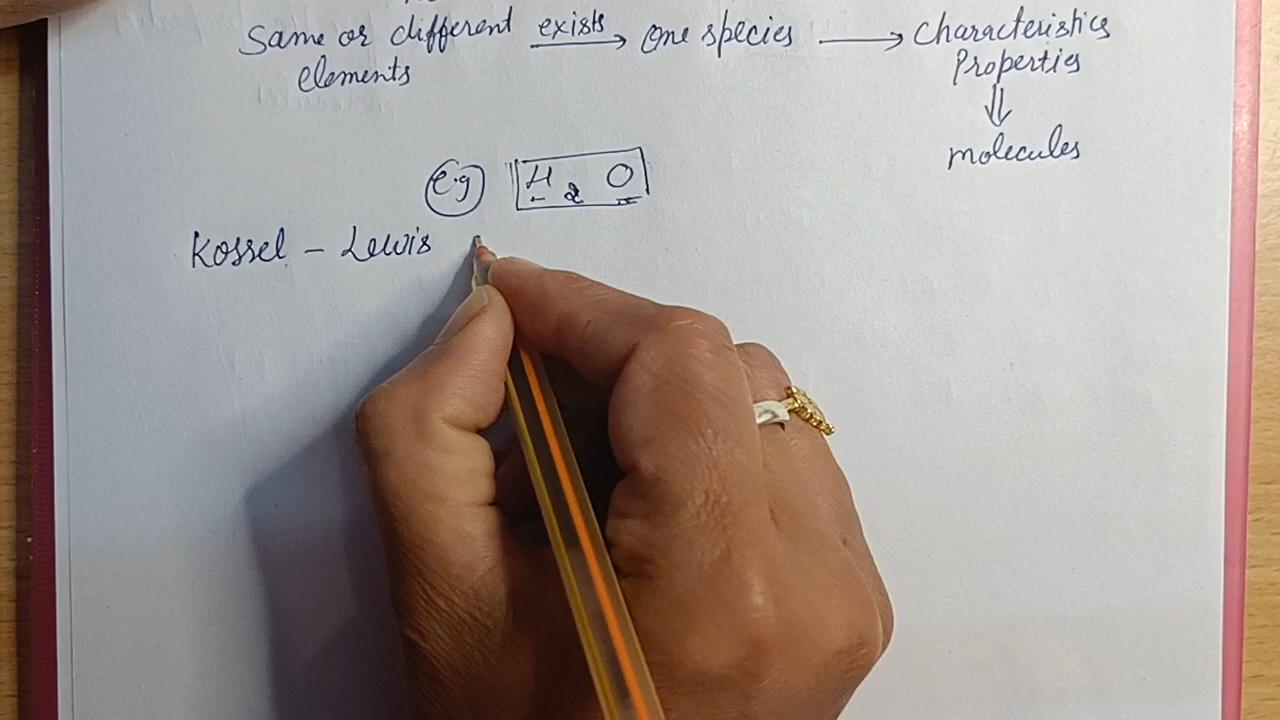 Same or different exists → One species → Characteristics
elements Properties
⇓
molecules
e.g H2O
Kossel - Lewis